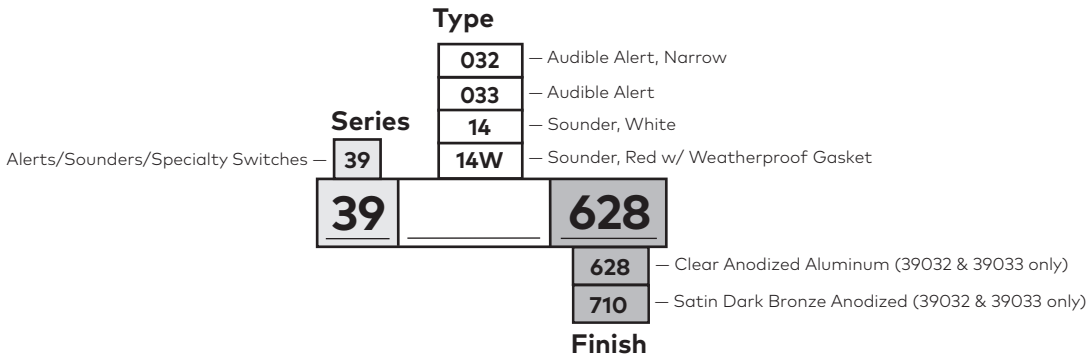 Type
032 — Audible Alert, Narrow
033 — Audible Alert
Series
14 — Sounder, White
Alerts/Sounders/Specialty Switches — 39
14W — Sounder, Red w/ Weatherproof Gasket
39 628
628 — Clear Anodized Aluminum (39032 & 39033 only)
710 — Satin Dark Bronze Anodized (39032 & 39033 only)
Finish